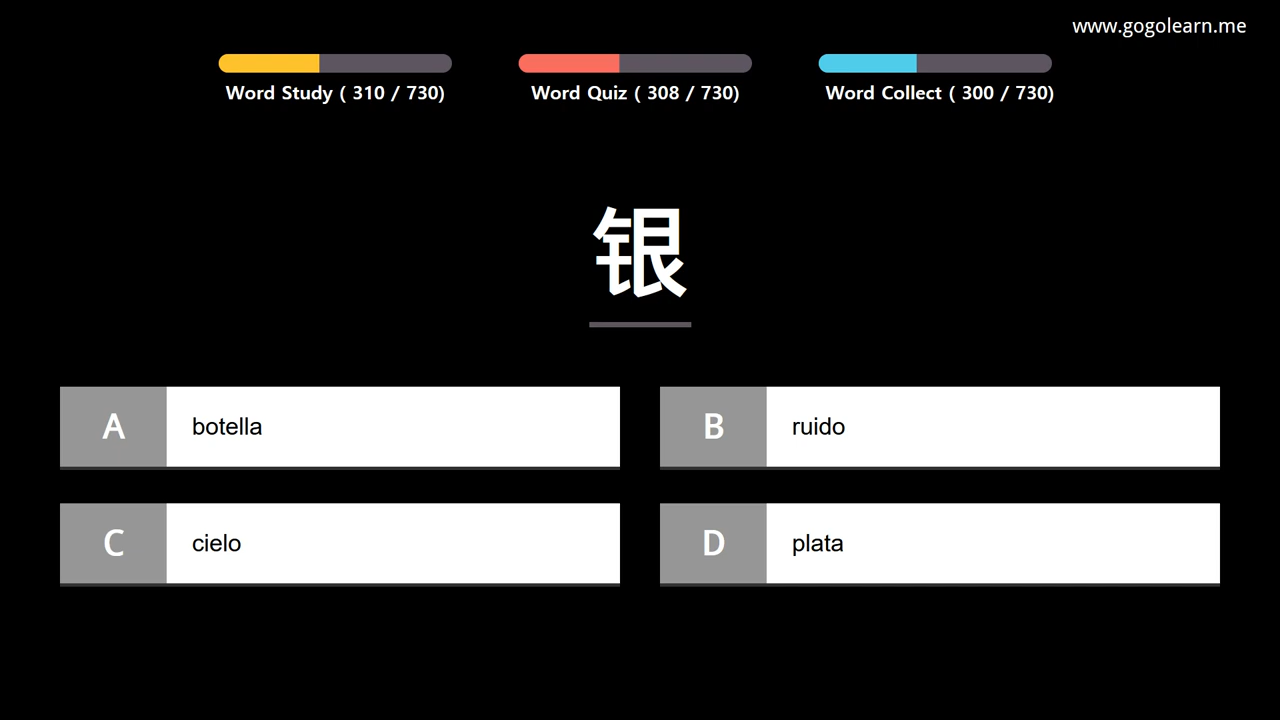 www.gogolearn.me
Word Study ( 310 / 730)
Word Quiz ( 308 / 730)
Word Collect ( 300 / 730)
银
A botella
B ruido
C cielo
D plata